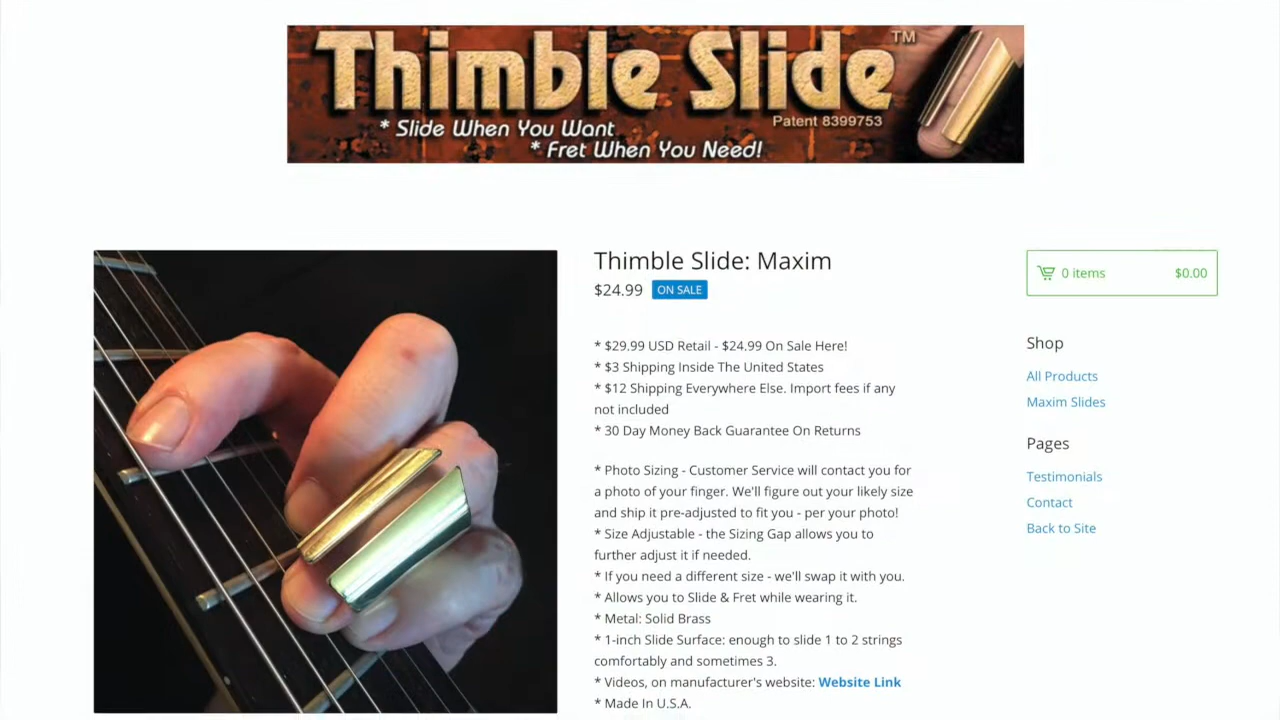 Thimble Slide™
Patent 8399753
* Slide When You Want
* Fret When You Need!
Thimble Slide: Maxim
$24.99 ON SALE
* $29.99 USD Retail - $24.99 On Sale Here!
* $3 Shipping Inside The United States
* $12 Shipping Everywhere Else. Import fees if any
not included
* 30 Day Money Back Guarantee On Returns
* Photo Sizing - Customer Service will contact you for
a photo of your finger. We'll figure out your likely size
and ship it pre-adjusted to fit you - per your photo!
* Size Adjustable - the Sizing Gap allows you to
further adjust it if needed.
* If you need a different size - we'll swap it with you.
* Allows you to Slide & Fret while wearing it.
* Metal: Solid Brass
* 1-inch Slide Surface: enough to slide 1 to 2 strings
comfortably and sometimes 3.
* Videos, on manufacturer's website: Website Link
* Made In U.S.A.
0 items $0.00
Shop
All Products
Maxim Slides
Pages
Testimonials
Contact
Back to Site